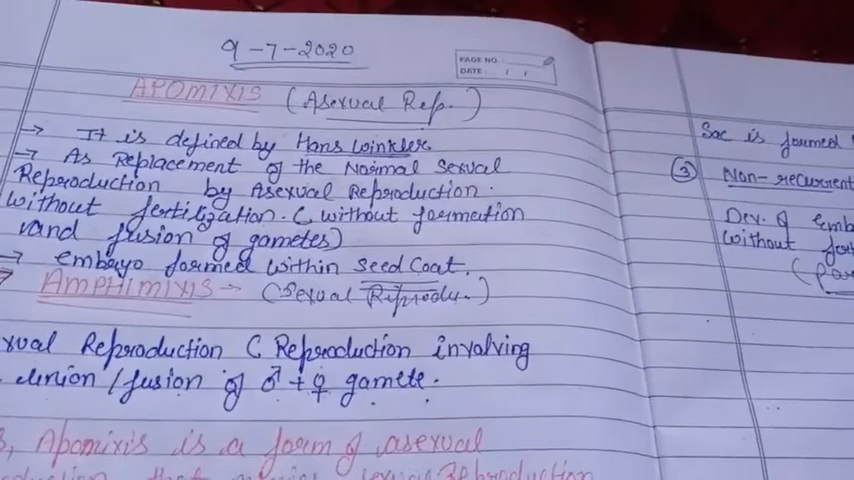 9-7-2020
PAGE NO.:
DATE: / /
APOMIXIS (Asexual Rep.)
→ It is defined by Hans Winkler.
→ As Replacement of the Normal Sexual
Reproduction by Asexual Reproduction.
without fertilization. ( without formation
and fusion of gametes)
→ embryo formed within Seed Coat.
AMPHIMIXIS → (Sexual Reprodu.)
xual Reproduction ( Reproduction involving
union / fusion of ♂ + ♀ gamete.
Apomixis is a form of asexual
Sac is formed
③ Non-recurrent
Dev. of emb
without fert